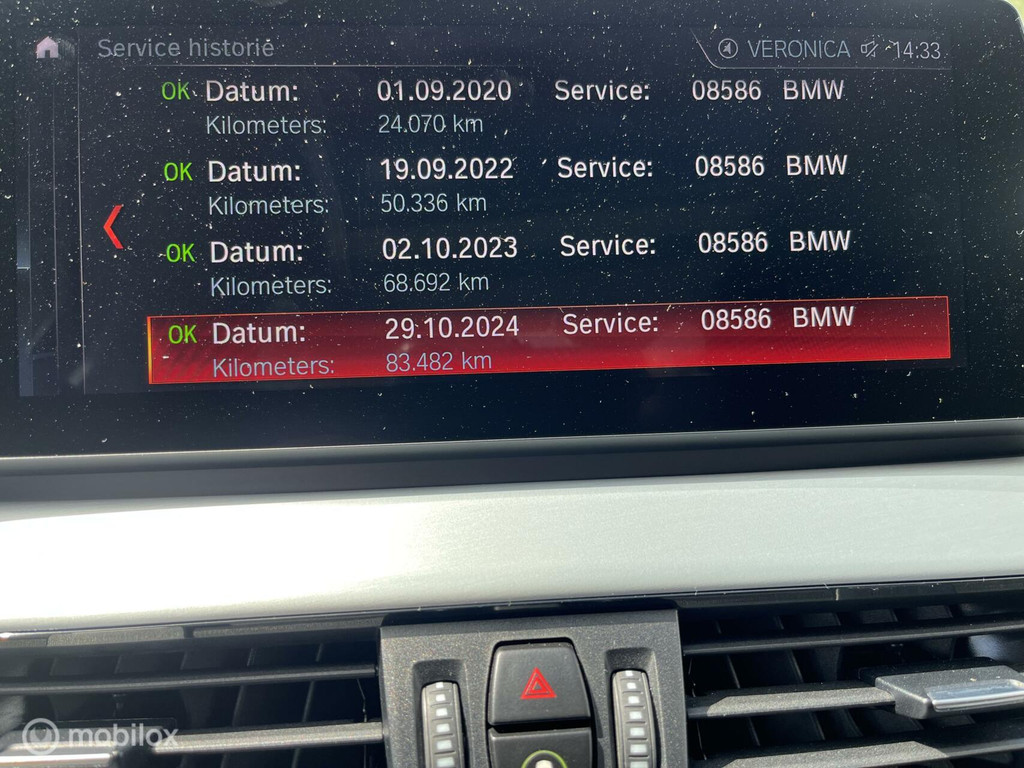 Service historie VERONICA 14:33
OK Datum: 01.09.2020 Service: 08586 BMW
Kilometers: 24.070 km
OK Datum: 19.09.2022 Service: 08586 BMW
Kilometers: 50.336 km
OK Datum: 02.10.2023 Service: 08586 BMW
Kilometers: 68.692 km
OK Datum: 29.10.2024 Service: 08586 BMW
Kilometers: 83.482 km
mobilox